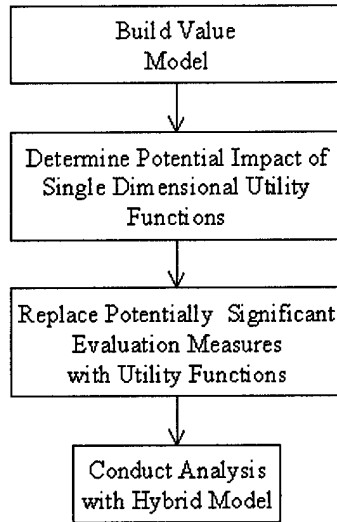 Build Value
Model
Determine Potential Impact of
Single Dimensional Utility
Functions
Replace Potentially Significant
Evaluation Measures
with Utility Functions
Conduct Analysis
with Hybrid Model